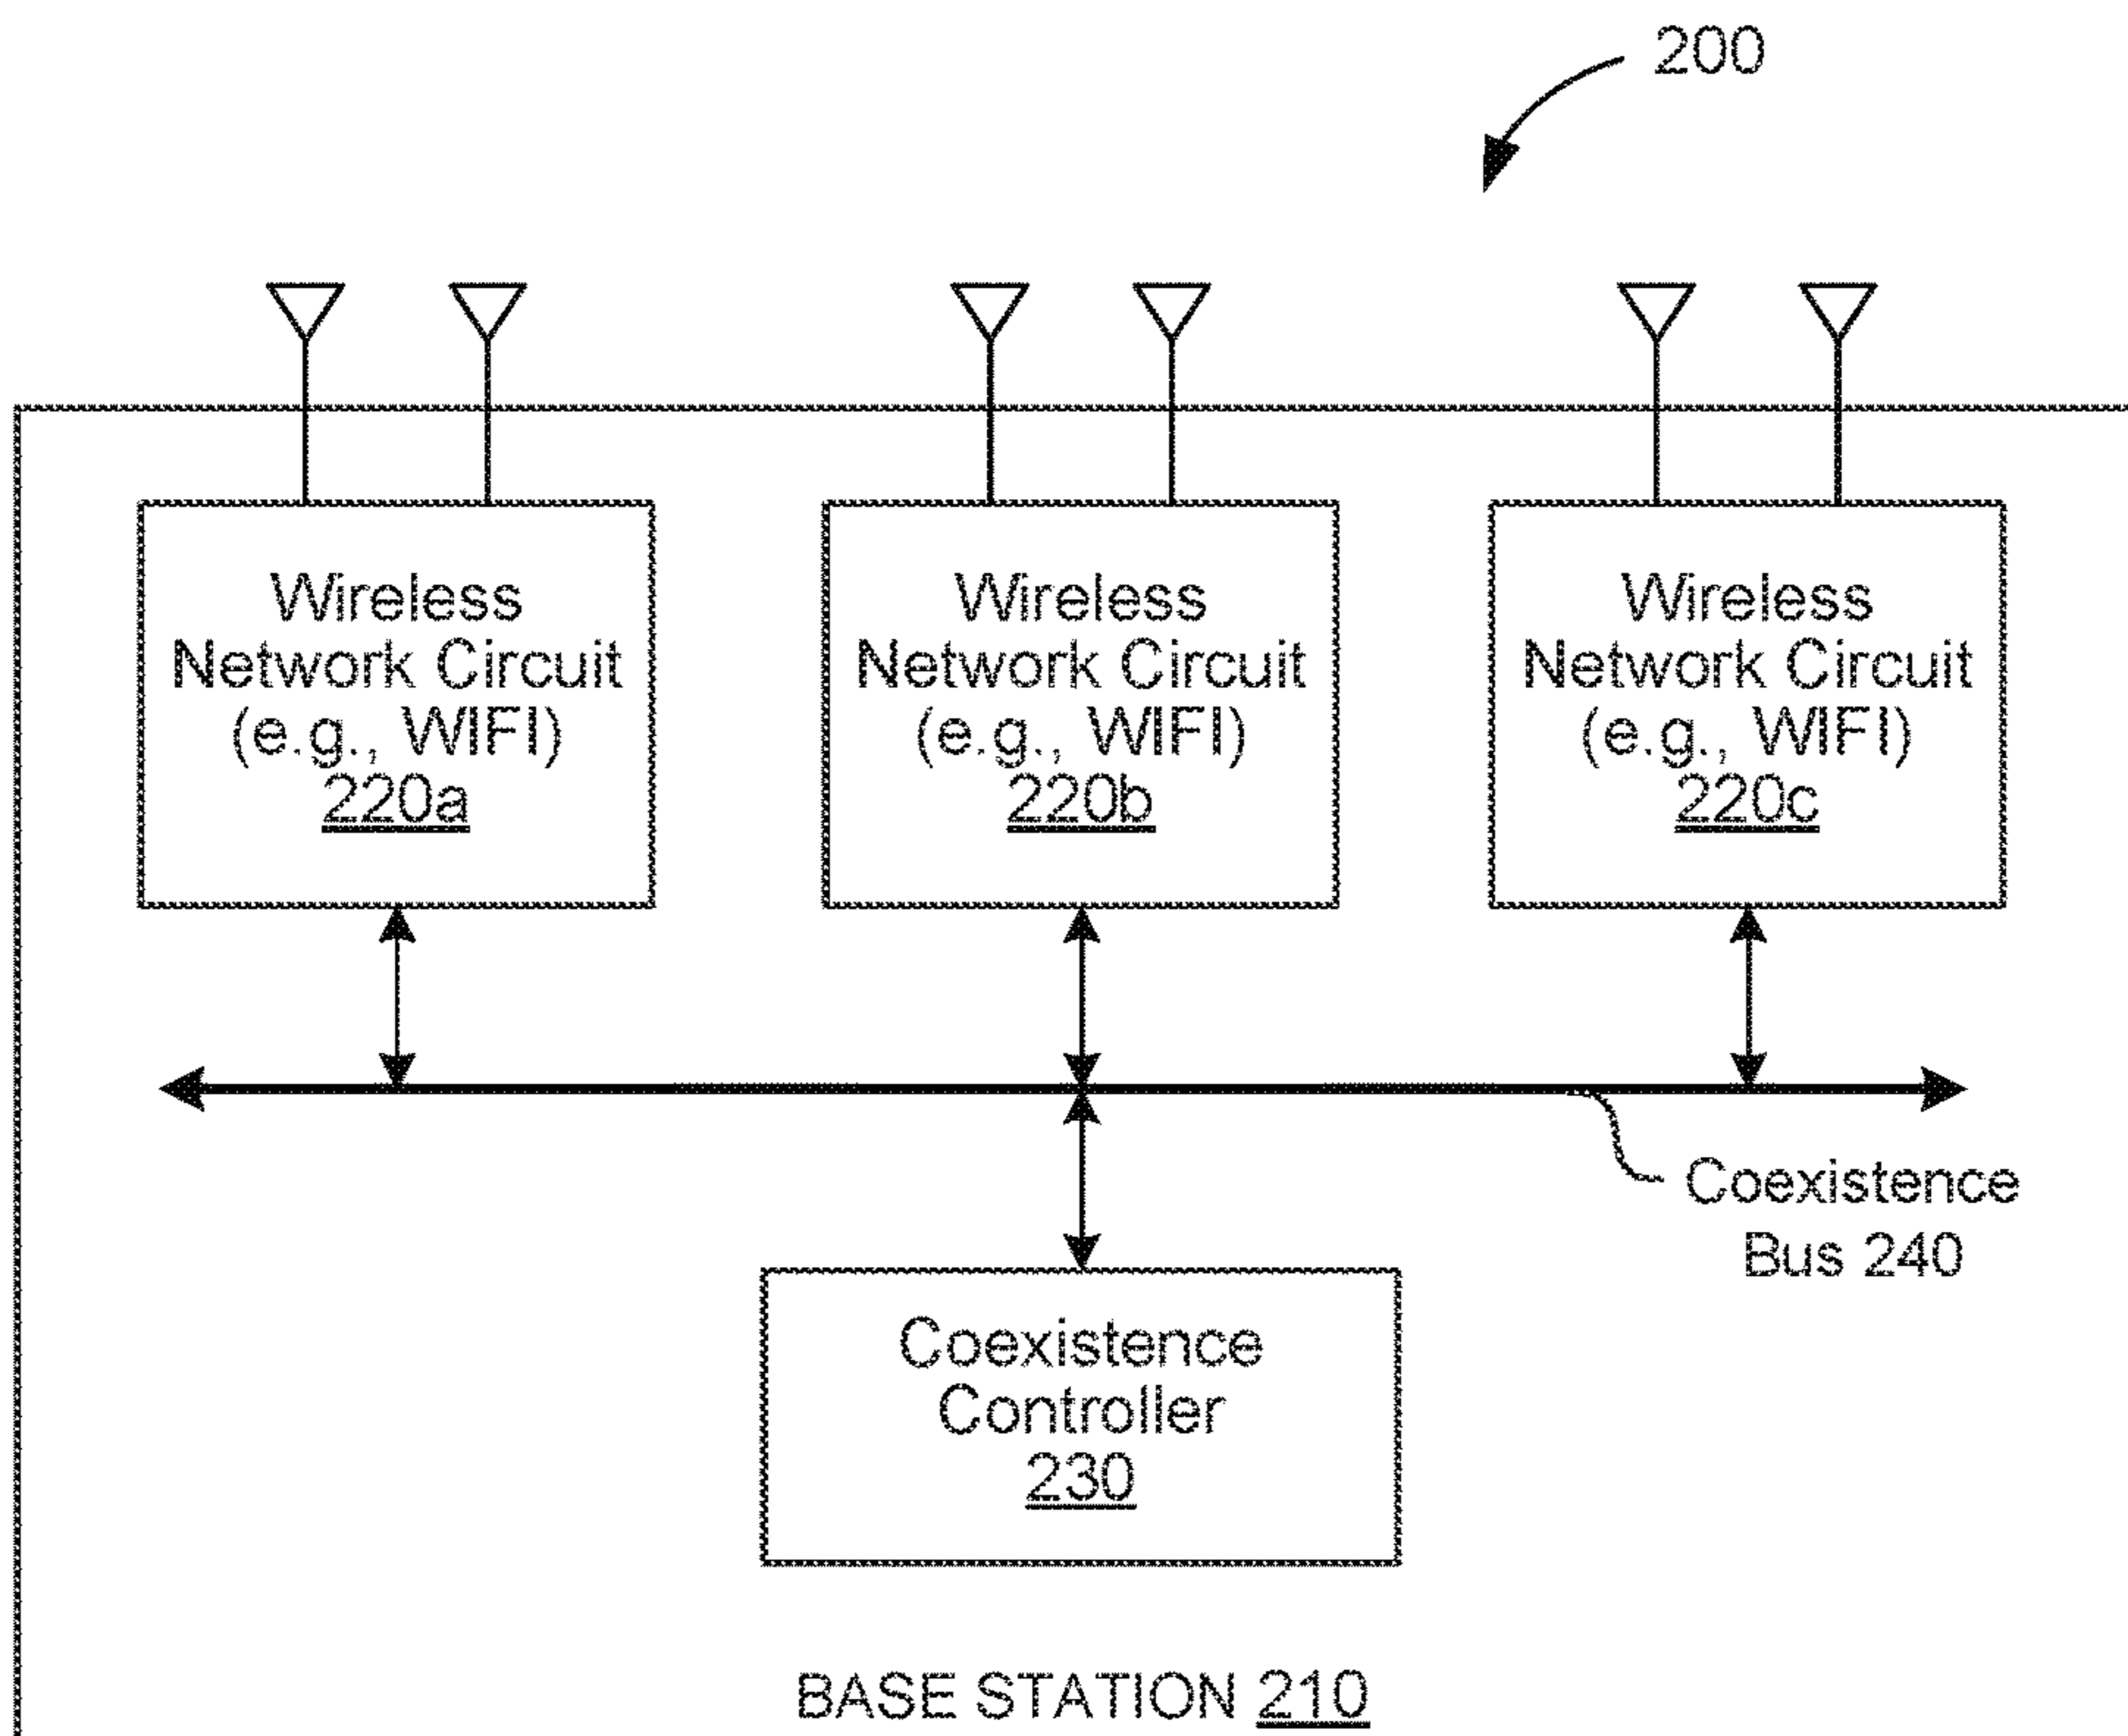 200
Wireless
Network Circuit
(e.g., WIFI)
220a
Wireless
Network Circuit
(e.g., WIFI)
220b
Wireless
Network Circuit
(e.g., WIFI)
220c
Coexistence
Bus 240
Coexistence
Controller
230
BASE STATION 210